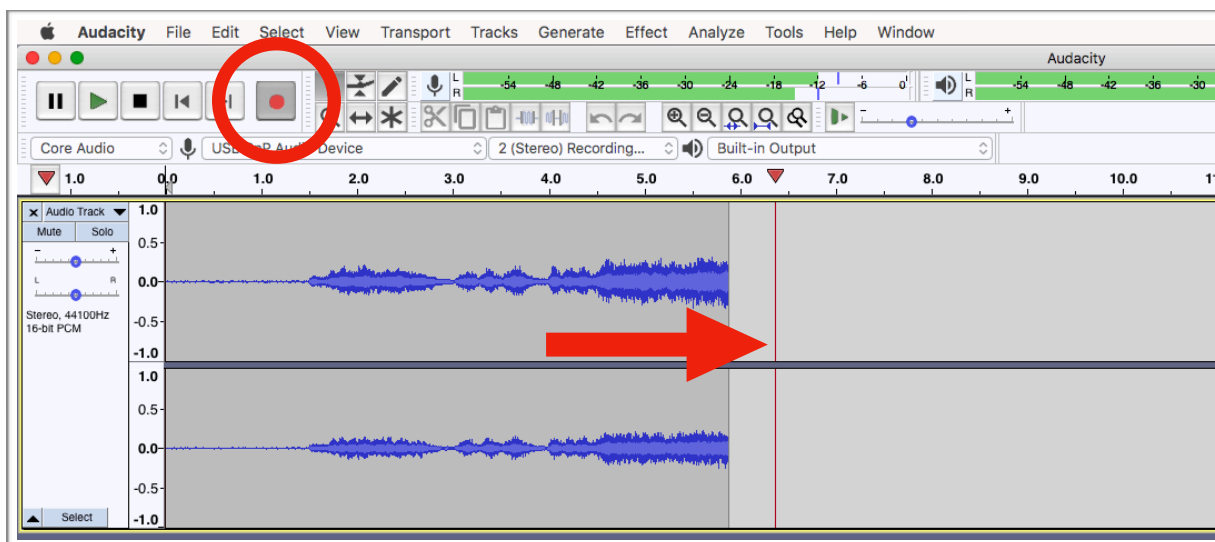 Audacity File Edit Select View Transport Tracks Generate Effect Analyze Tools Help Window
Audacity
L R -54 -48 -42 -36 -30 -24 -18 -12 -6 0 L R -54 -48 -42 -36 -30
- +
Core Audio Device 2 (Stereo) Recording... Built-in Output
1.0 0.0 1.0 2.0 3.0 4.0 5.0 6.0 7.0 8.0 9.0 10.0
Audio Track 1.0
Mute Solo
0.5
- +
L R 0.0
Stereo, 44100Hz
16-bit PCM
-0.5
-1.0
1.0
0.5
0.0
-0.5
Select -1.0